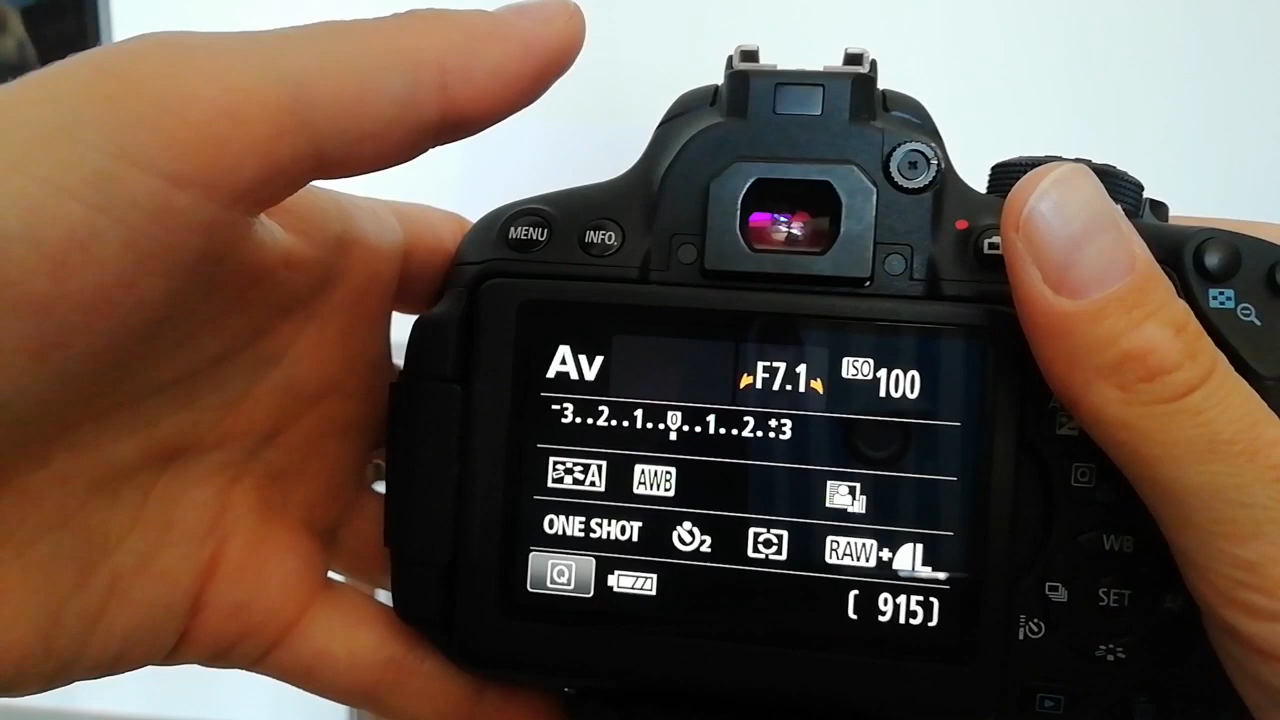 MENU INFO.
Av F7.1 ISO 100
-3..2..1..0..1..2..+3
A AWB
ONE SHOT 2 RAW+L
Q
[ 915]
Q
WB
SET